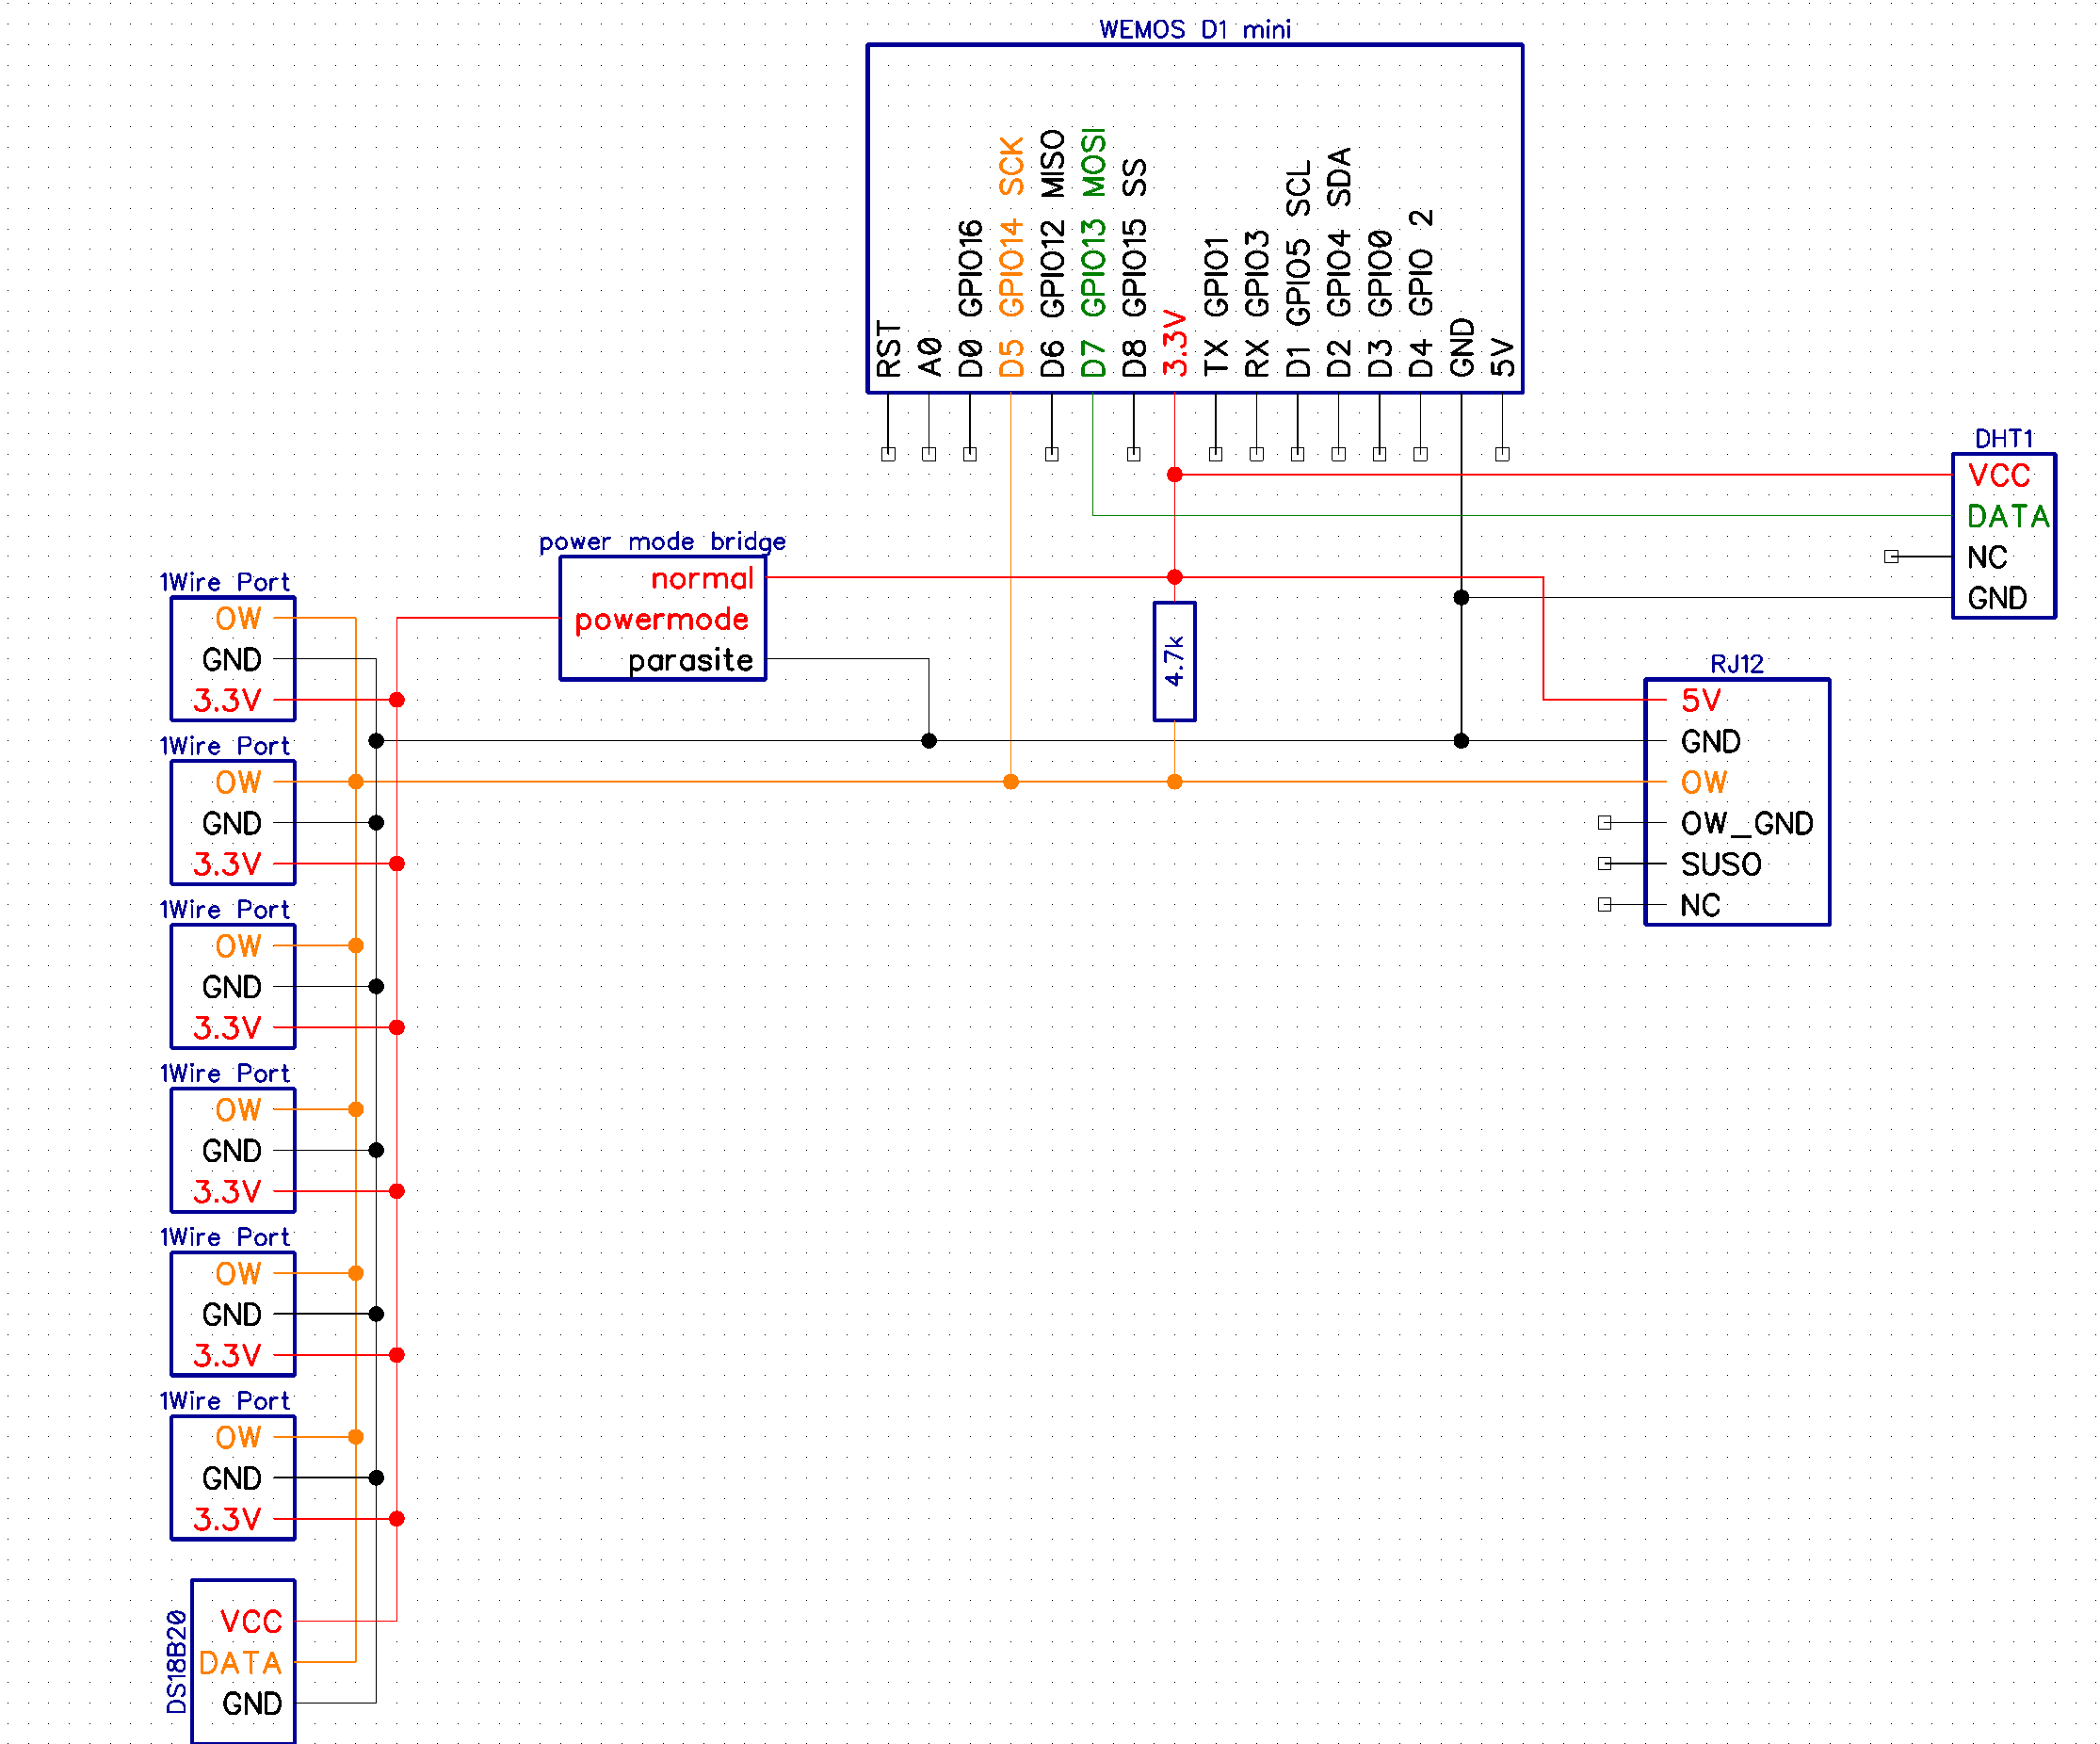 WEMOS D1 mini
RST
A0
D0 GPIO16
D5 GPIO14 SCK
D6 GPIO12 MISO
D7 GPIO13 MOSI
D8 GPIO15 SS
3.3V
TX GPIO1
RX GPIO3
D1 GPIO5 SCL
D2 GPIO4 SDA
D3 GPIO0
D4 GPIO 2
GND
5V
DHT1
VCC
DATA
NC
GND
power mode bridge
normal
powermode
parasite
4.7k
RJ12
5V
GND
OW
OW_GND
SUSO
NC
1Wire Port
OW
GND
3.3V
1Wire Port
OW
GND
3.3V
1Wire Port
OW
GND
3.3V
1Wire Port
OW
GND
3.3V
1Wire Port
OW
GND
3.3V
1Wire Port
OW
GND
3.3V
DS18B20
VCC
DATA
GND